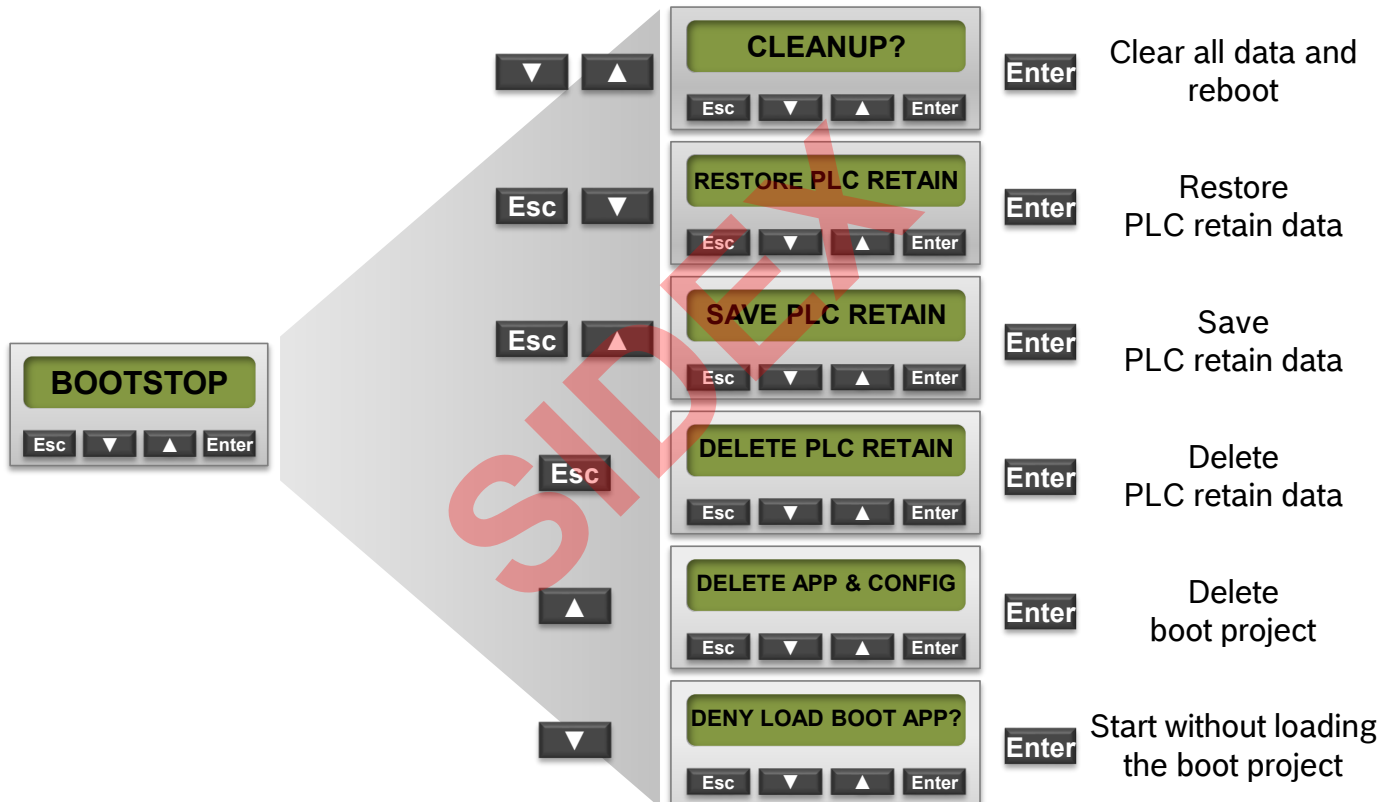 ▼ ▲
CLEANUP?
Esc ▼ ▲ Enter
Enter
Clear all data and
reboot
Esc ▼
RESTORE PLC RETAIN
Esc ▼ ▲ Enter
Enter
Restore
PLC retain data
Esc ▲
SAVE PLC RETAIN
Esc ▼ ▲ Enter
Enter
Save
PLC retain data
BOOTSTOP
Esc ▼ ▲ Enter
Esc
DELETE PLC RETAIN
Esc ▼ ▲ Enter
Enter
Delete
PLC retain data
▲
DELETE APP & CONFIG
Esc ▼ ▲ Enter
Enter
Delete
boot project
▼
DENY LOAD BOOT APP?
Esc ▼ ▲ Enter
Enter
Start without loading
the boot project
SIDEX